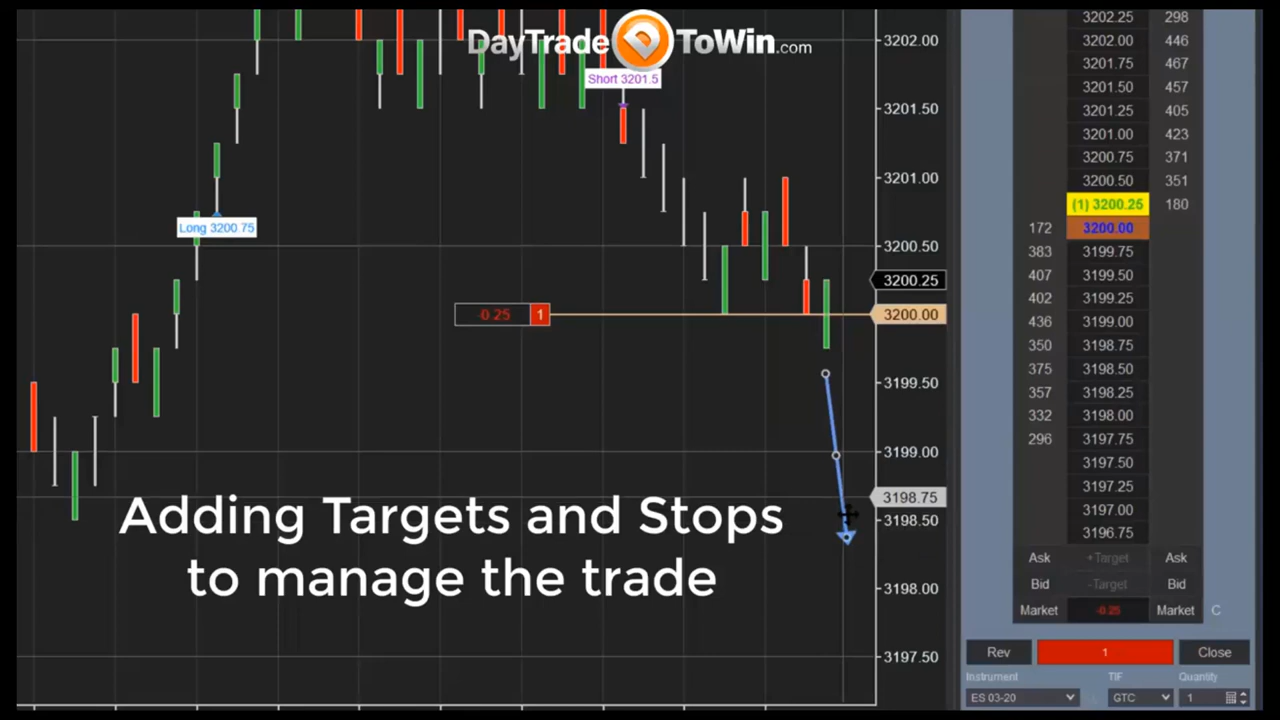 DayTradeToWin.com
Short 3201.5
Long 3200.75
-0.25 1
3202.00
3201.50
3201.00
3200.50
3200.25
3200.00
3199.50
3199.00
3198.75
3198.50
3198.00
3197.50
Adding Targets and Stops
to manage the trade
3202.25 298
3202.00 446
3201.75 467
3201.50 457
3201.25 405
3201.00 423
3200.75 371
3200.50 351
(1) 3200.25 180
172 3200.00
383 3199.75
407 3199.50
402 3199.25
436 3199.00
350 3198.75
375 3198.50
357 3198.25
332 3198.00
296 3197.75
3197.50
3197.25
3197.00
3196.75
Ask +Target Ask
Bid -Target Bid
Market -0.25 Market C
Rev 1 Close
Instrument TIF Quantity
ES 03-20 GTC 1